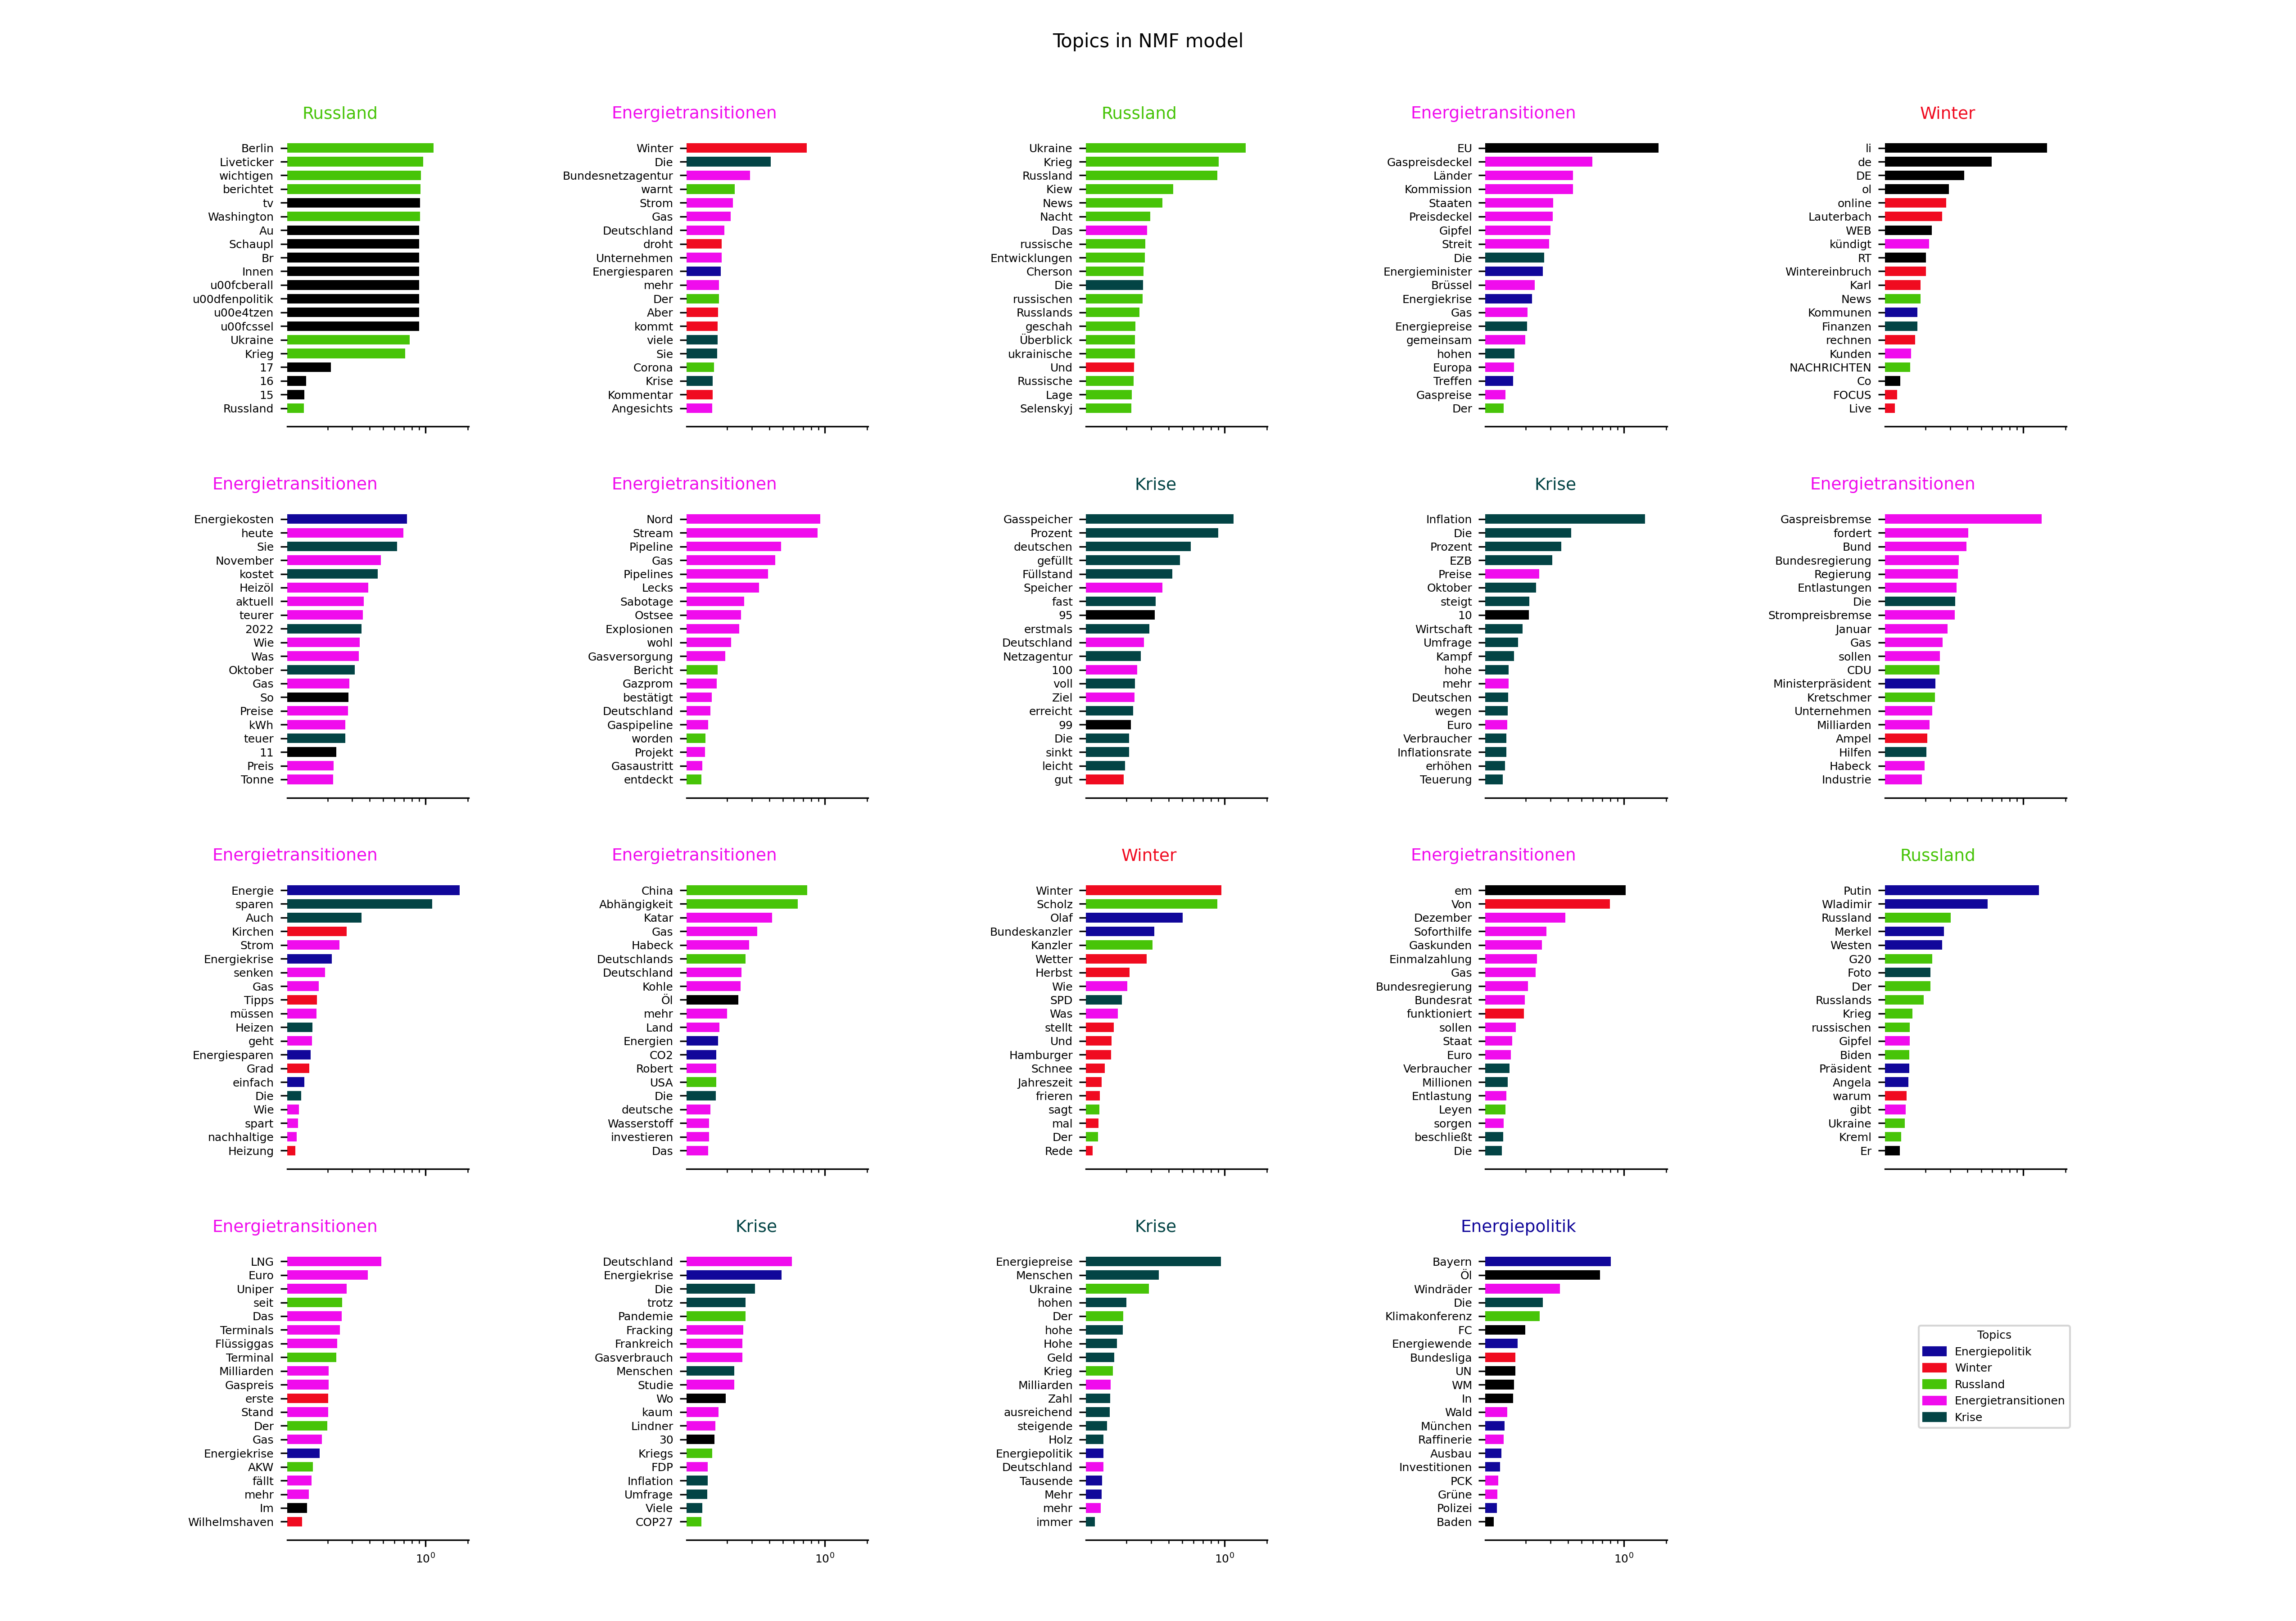 Topics in NMF model
Russland
Berlin
Liveticker
wichtigen
berichtet
tv
Washington
Au
Schaupl
Br
Innen
u00fcberall
u00dfenpolitik
u00e4tzen
u00fcssel
Ukraine
Krieg
17
16
15
Russland
Energietransitionen
Winter
Die
Bundesnetzagentur
warnt
Strom
Gas
Deutschland
droht
Unternehmen
Energiesparen
mehr
Der
Aber
kommt
viele
Sie
Corona
Krise
Kommentar
Angesichts
Russland
Ukraine
Krieg
Russland
Kiew
News
Nacht
Das
russische
Entwicklungen
Cherson
Die
russischen
Russlands
geschah
Überblick
ukrainische
Und
Russische
Lage
Selenskyj
Energietransitionen
EU
Gaspreisdeckel
Länder
Kommission
Staaten
Preisdeckel
Gipfel
Streit
Die
Energieminister
Brüssel
Energiekrise
Gas
Energiepreise
gemeinsam
hohen
Europa
Treffen
Gaspreise
Der
Winter
li
de
DE
ol
online
Lauterbach
WEB
kündigt
RT
Wintereinbruch
Karl
News
Kommunen
Finanzen
rechnen
Kunden
NACHRICHTEN
Co
FOCUS
Live
Energietransitionen
Energiekosten
heute
Sie
November
kostet
Heizöl
aktuell
teurer
2022
Wie
Was
Oktober
Gas
So
Preise
kWh
teuer
11
Preis
Tonne
Energietransitionen
Nord
Stream
Pipeline
Gas
Pipelines
Lecks
Sabotage
Ostsee
Explosionen
wohl
Gasversorgung
Bericht
Gazprom
bestätigt
Deutschland
Gaspipeline
worden
Projekt
Gasaustritt
entdeckt
Krise
Gasspeicher
Prozent
deutschen
gefüllt
Füllstand
Speicher
fast
95
erstmals
Deutschland
Netzagentur
100
voll
Ziel
erreicht
99
Die
sinkt
leicht
gut
Krise
Inflation
Die
Prozent
EZB
Preise
Oktober
steigt
10
Wirtschaft
Umfrage
Kampf
hohe
mehr
Deutschen
wegen
Euro
Verbraucher
Inflationsrate
erhöhen
Teuerung
Energietransitionen
Gaspreisbremse
fordert
Bund
Bundesregierung
Regierung
Entlastungen
Die
Strompreisbremse
Januar
Gas
sollen
CDU
Ministerpräsident
Kretschmer
Unternehmen
Milliarden
Ampel
Hilfen
Habeck
Industrie
Energietransitionen
Energie
sparen
Auch
Kirchen
Strom
Energiekrise
senken
Gas
Tipps
müssen
Heizen
geht
Energiesparen
Grad
einfach
Die
Wie
spart
nachhaltige
Heizung
Energietransitionen
China
Abhängigkeit
Katar
Gas
Habeck
Deutschlands
Deutschland
Kohle
Öl
mehr
Land
Energien
CO2
Robert
USA
Die
deutsche
Wasserstoff
investieren
Das
Winter
Winter
Scholz
Olaf
Bundeskanzler
Kanzler
Wetter
Herbst
Wie
SPD
Was
stellt
Und
Hamburger
Schnee
Jahreszeit
frieren
sagt
mal
Der
Rede
Energietransitionen
em
Von
Dezember
Soforthilfe
Gaskunden
Einmalzahlung
Gas
Bundesregierung
Bundesrat
funktioniert
sollen
Staat
Euro
Verbraucher
Millionen
Entlastung
Leyen
sorgen
beschließt
Die
Russland
Putin
Wladimir
Russland
Merkel
Westen
G20
Foto
Der
Russlands
Krieg
russischen
Gipfel
Biden
Präsident
Angela
warum
gibt
Ukraine
Kreml
Er
Energietransitionen
LNG
Euro
Uniper
seit
Das
Terminals
Flüssiggas
Terminal
Milliarden
Gaspreis
erste
Stand
Der
Gas
Energiekrise
AKW
fällt
mehr
Im
Wilhelmshaven
10⁰
Krise
Deutschland
Energiekrise
Die
trotz
Pandemie
Fracking
Frankreich
Gasverbrauch
Menschen
Studie
Wo
kaum
Lindner
30
Kriegs
FDP
Inflation
Umfrage
Viele
COP27
10⁰
Krise
Energiepreise
Menschen
Ukraine
hohen
Der
hohe
Hohe
Geld
Krieg
Milliarden
Zahl
ausreichend
steigende
Holz
Energiepolitik
Deutschland
Tausende
Mehr
mehr
immer
10⁰
Energiepolitik
Bayern
Öl
Windräder
Die
Klimakonferenz
FC
Energiewende
Bundesliga
UN
WM
In
Wald
München
Raffinerie
Ausbau
Investitionen
PCK
Grüne
Polizei
Baden
10⁰
Topics
Energiepolitik
Winter
Russland
Energietransitionen
Krise